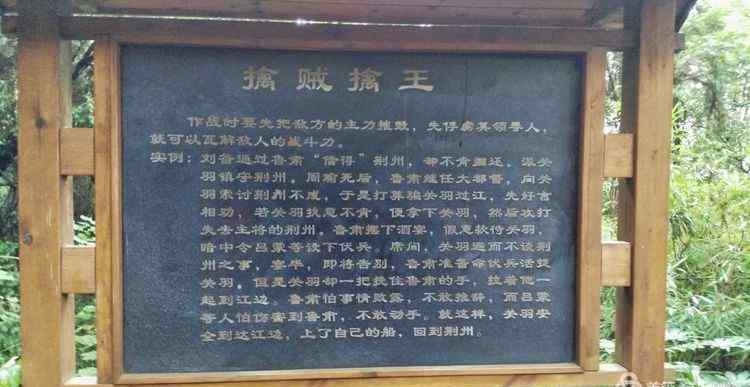 擒贼擒王
作战时要先把敌方的主力摧毁，先俘虏其领导人，
就可以瓦解敌人的战斗力。
实例：刘备通过鲁肃“借得”荆州，却不肯归还。派关
羽镇守荆州，周瑜死后，鲁肃继任大都督，向关
羽索讨荆州不成，于是打算骗关羽过江，先好言
相劝，若关羽执意不肯，便拿下关羽，然后攻打
失去主将的荆州。鲁肃摆下酒宴，假意款待关羽，
暗中令吕蒙等设下伏兵。席间，关羽避而不谈荆
州之事，宴毕，即将告别，鲁肃准备命伏兵活捉
关羽，但是关羽却一把挽住鲁肃的手，拉着他一
起到江边。鲁肃怕事情败露，不敢推辞，而吕蒙
等人怕伤害到鲁肃，不敢动手。就这样，关羽安
全到达江边，上了自己的船，回到荆州。